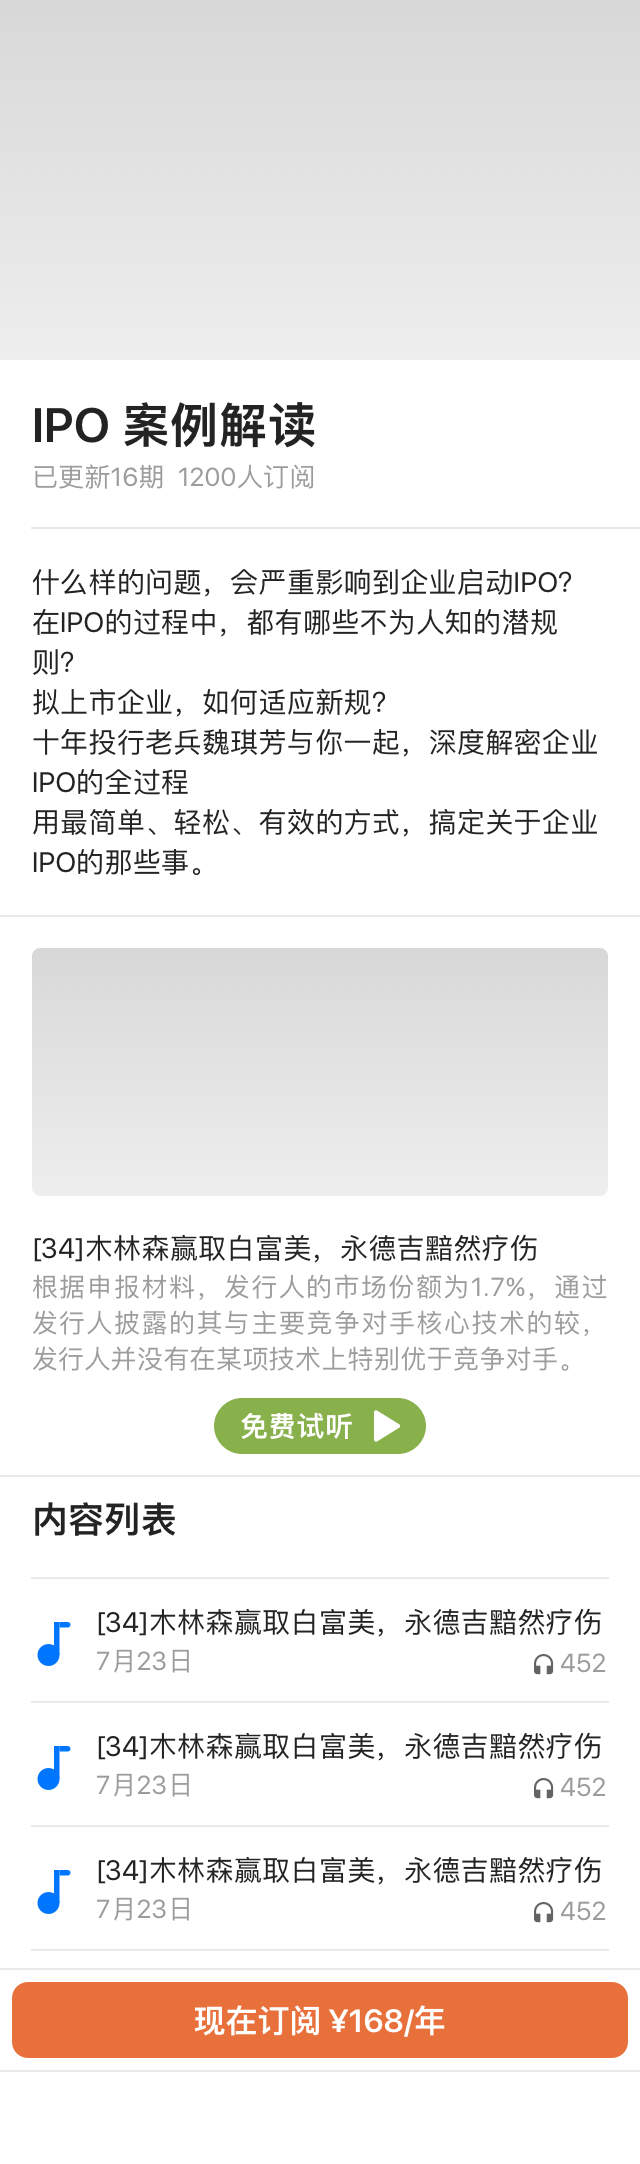 IPO 案例解读
已更新16期 1200人订阅
什么样的问题，会严重影响到企业启动IPO?
在IPO的过程中，都有哪些不为人知的潜规
则?
拟上市企业，如何适应新规?
十年投行老兵魏琪芳与你一起，深度解密企业
IPO的全过程
用最简单、轻松、有效的方式，搞定关于企业
IPO的那些事。
[34]木林森赢取白富美，永德吉黯然疗伤
根据申报材料，发行人的市场份额为1.7%，通过
发行人披露的其与主要竞争对手核心技术的较，
发行人并没有在某项技术上特别优于竞争对手。
免费试听
内容列表
[34]木林森赢取白富美，永德吉黯然疗伤
7月23日 452
[34]木林森赢取白富美，永德吉黯然疗伤
7月23日 452
[34]木林森赢取白富美，永德吉黯然疗伤
7月23日 452
现在订阅 ¥168/年